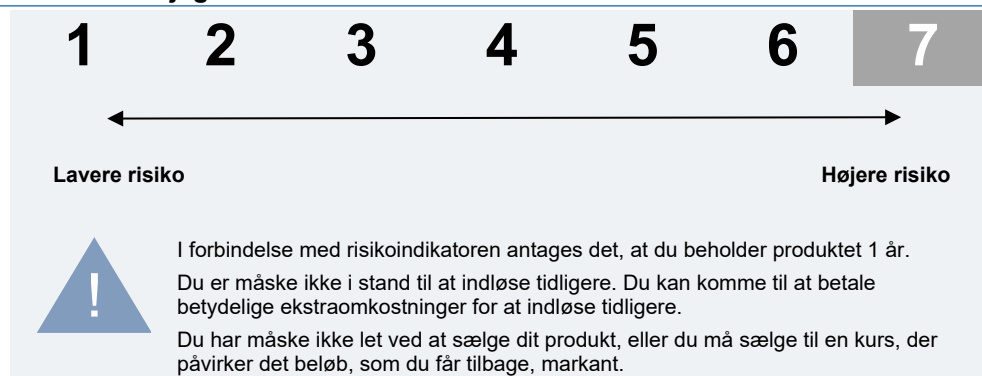 1 2 3 4 5 6 7
Lavere risiko Højere risiko
!
I forbindelse med risikoindikatoren antages det, at du beholder produktet 1 år.
Du er måske ikke i stand til at indløse tidligere. Du kan komme til at betale
betydelige ekstraomkostninger for at indløse tidligere.
Du har måske ikke let ved at sælge dit produkt, eller du må sælge til en kurs, der
påvirker det beløb, som du får tilbage, markant.